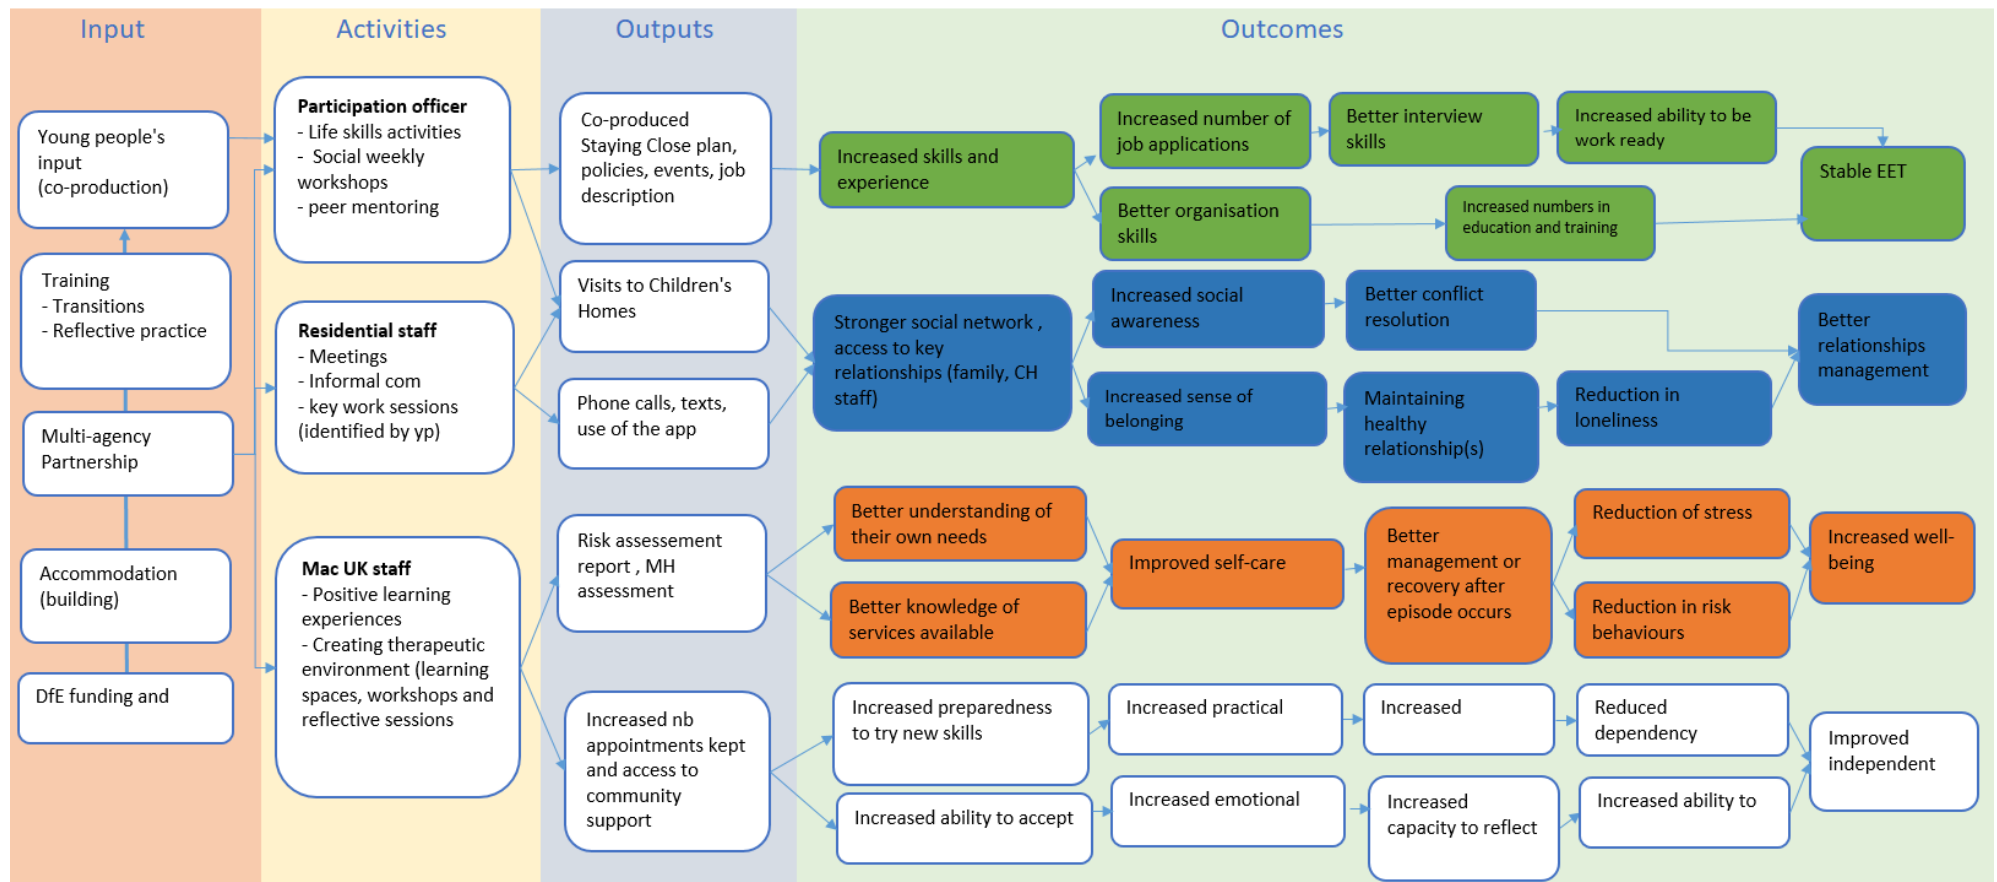 Input
Activities
Outputs
Outcomes
Young people's
input
(co-production)
Training
- Transitions
- Reflective practice
Multi-agency
Partnership
Accommodation
(building)
DfE funding and
Participation officer
- Life skills activities
- Social weekly
workshops
- peer mentoring
Residential staff
- Meetings
- Informal com
- key work sessions
(identified by yp)
Mac UK staff
- Positive learning
experiences
- Creating therapeutic
environment (learning
spaces, workshops and
reflective sessions
Co-produced
Staying Close plan,
policies, events, job
description
Visits to Children's
Homes
Phone calls, texts,
use of the app
Risk assessement
report , MH
assessment
Increased nb
appointments kept
and access to
community
support
Increased skills and
experience
Increased number of
job applications
Better interview
skills
Increased ability to be
work ready
Better organisation
skills
Increased numbers in
education and training
Stable EET
Stronger social network ,
access to key
relationships (family, CH
staff)
Increased social
awareness
Better conflict
resolution
Increased sense of
belonging
Maintaining
healthy
relationship(s)
Reduction in
loneliness
Better
relationships
management
Better understanding of
their own needs
Better knowledge of
services available
Improved self-care
Better
management or
recovery after
episode occurs
Reduction of stress
Reduction in risk
behaviours
Increased well-
being
Increased preparedness
to try new skills
Increased practical
Increased
Reduced
dependency
Increased ability to accept
Increased emotional
Increased
capacity to reflect
Increased ability to
Improved
independent